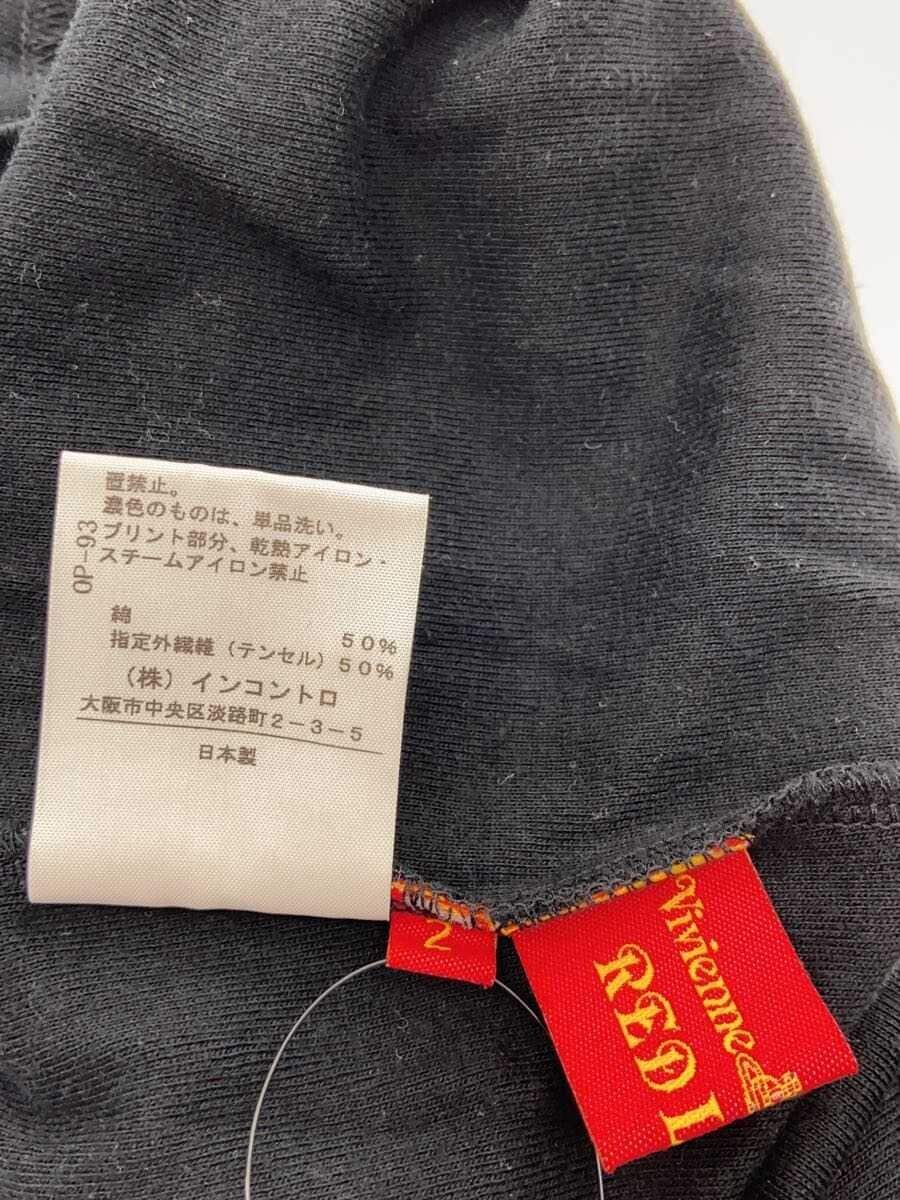 置禁止。
濃色のものは、単品洗い。
プリント部分、乾熱アイロン・
スチームアイロン禁止
OP-93
綿 50%
指定外繊維（テンセル）50%
（株）インコントロ
大阪市中央区淡路町2-3-5
日本製
2
Vivienne
RED L